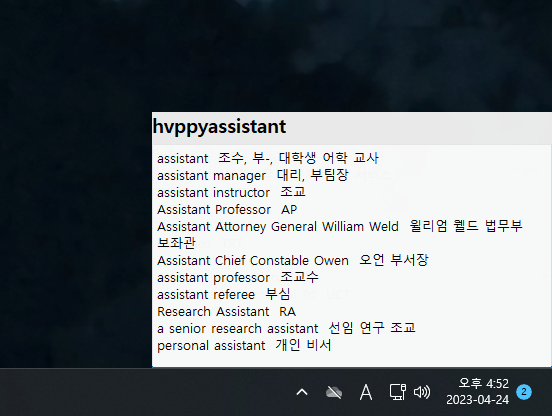 hvppyassistant
assistant 조수, 부-, 대학생 어학 교사
assistant manager 대리, 부팀장
assistant instructor 조교
Assistant Professor AP
Assistant Attorney General William Weld 윌리엄 웰드 법무부
보좌관
Assistant Chief Constable Owen 오언 부서장
assistant professor 조교수
assistant referee 부심
Research Assistant RA
a senior research assistant 선임 연구 조교
personal assistant 개인 비서
A 오후 4:52
2023-04-24 2